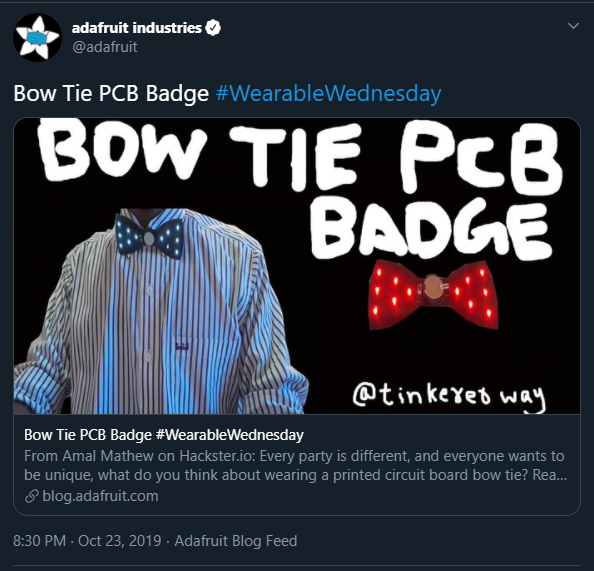 adafruit industries
@adafruit
Bow Tie PCB Badge #WearableWednesday
BOW TIE PCB
BADGE
@tinkerers way
Bow Tie PCB Badge #WearableWednesday
From Amal Mathew on Hackster.io: Every party is different, and everyone wants to
be unique, what do you think about wearing a printed circuit board bow tie? Rea...
blog.adafruit.com
8:30 PM · Oct 23, 2019 · Adafruit Blog Feed